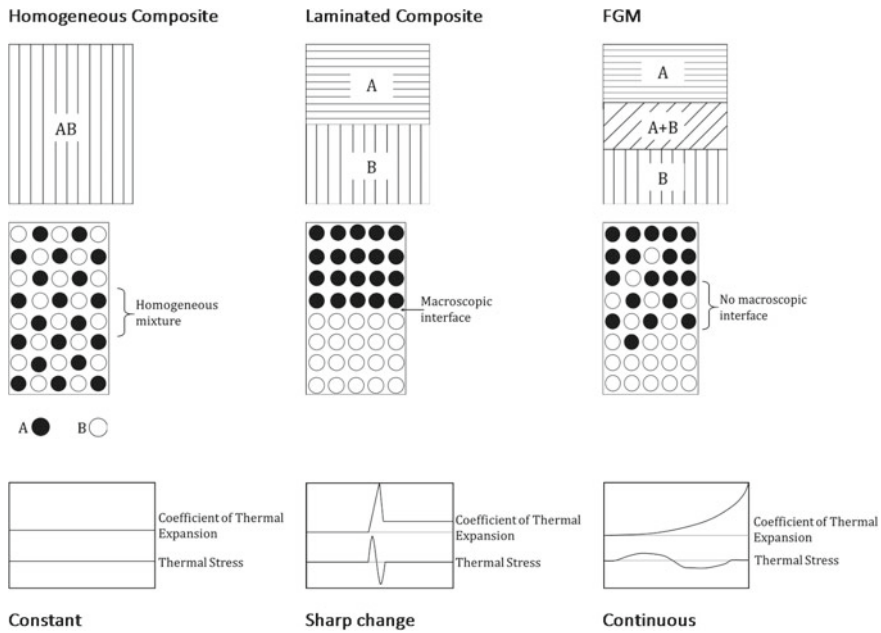 Homogeneous Composite
Laminated Composite
FGM
AB
A
B
A
A+B
B
Homogeneous
mixture
Macroscopic
interface
No macroscopic
interface
A
B
Coefficient of Thermal
Expansion
Thermal Stress
Coefficient of Thermal
Expansion
Thermal Stress
Coefficient of Thermal
Expansion
Thermal Stress
Constant
Sharp change
Continuous